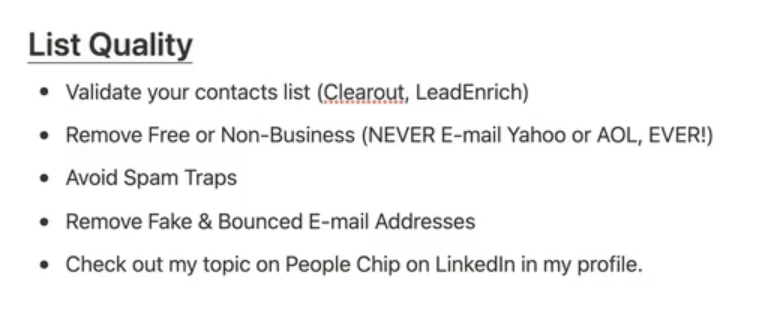 List Quality
Validate your contacts list (Clearout, LeadEnrich)
Remove Free or Non-Business (NEVER E-mail Yahoo or AOL, EVER!)
Avoid Spam Traps
Remove Fake & Bounced E-mail Addresses
Check out my topic on People Chip on LinkedIn in my profile.